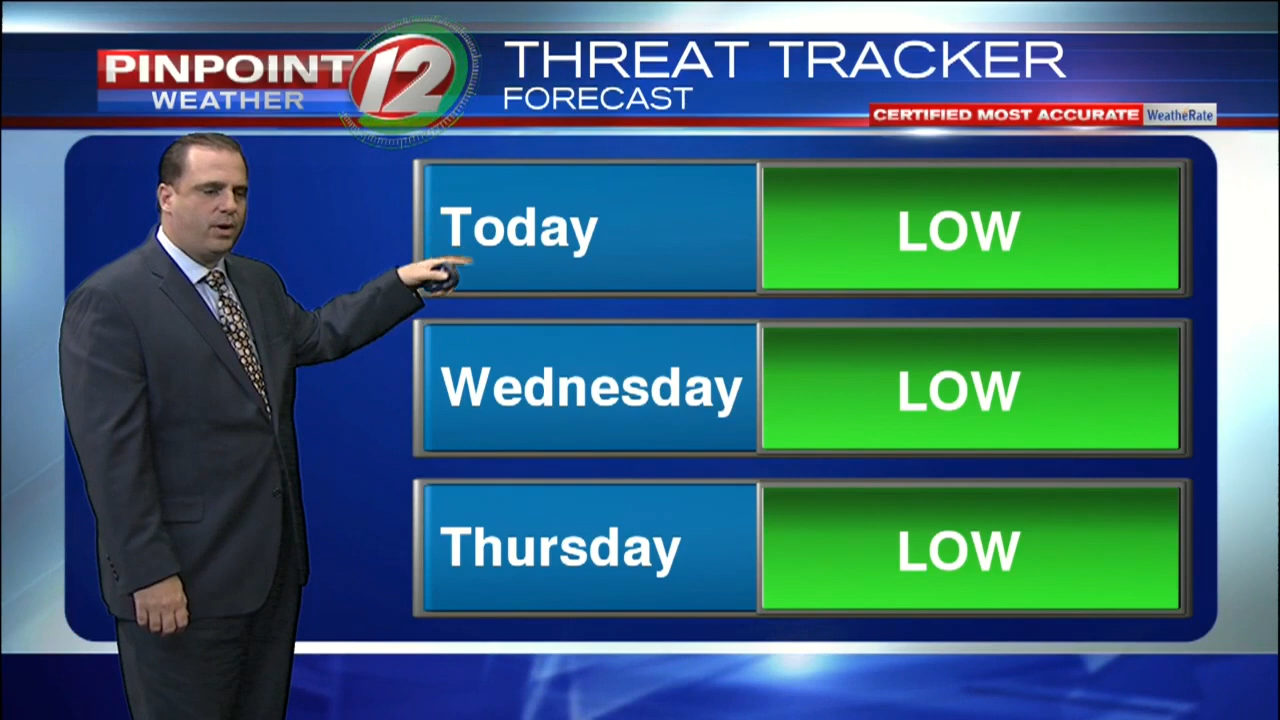 PINPOINT 12
WEATHER
THREAT TRACKER
FORECAST
CERTIFIED MOST ACCURATE WeatheRate
Today LOW
Wednesday LOW
Thursday LOW